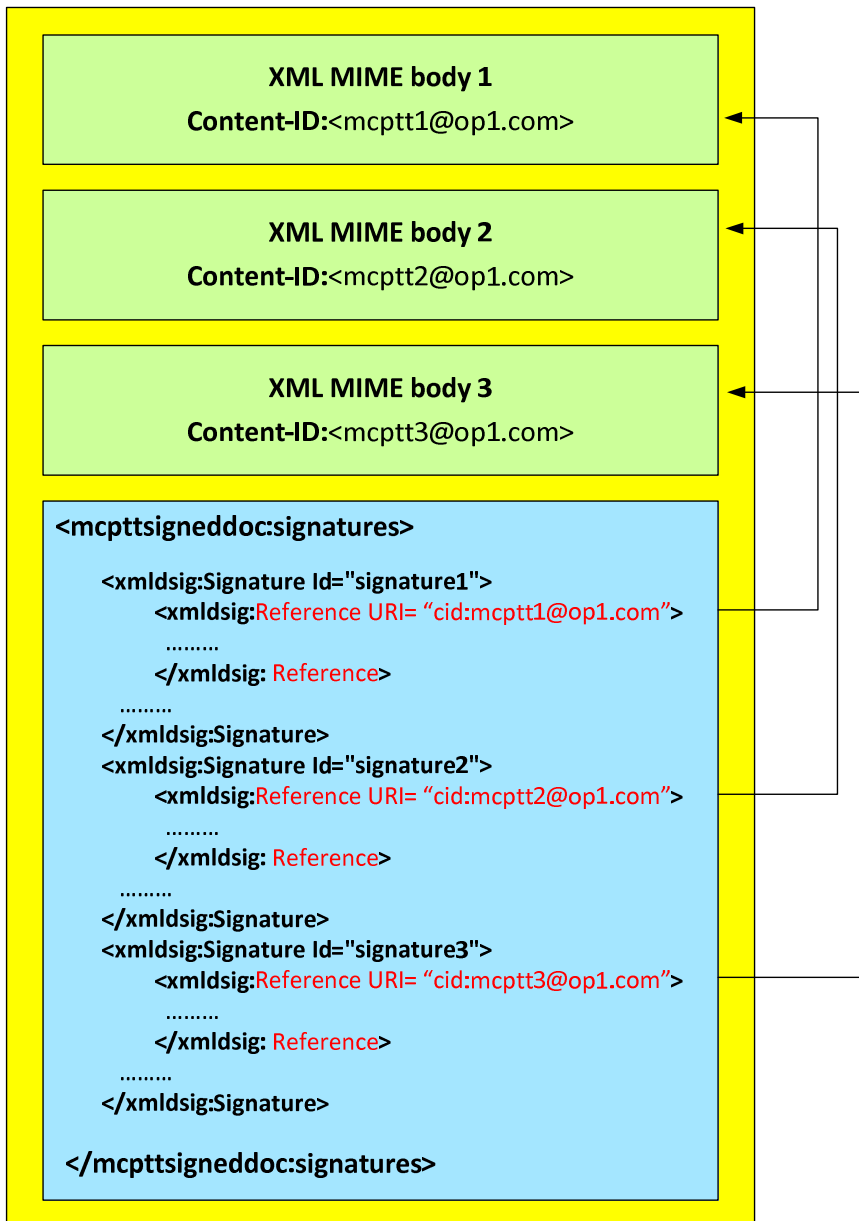 XML MIME body 1
Content-ID:<mcptt1@op1.com>
XML MIME body 2
Content-ID:<mcptt2@op1.com>
XML MIME body 3
Content-ID:<mcptt3@op1.com>
<mcpttsigneddoc:signatures>
<xmldsig:Signature Id="signature1">
<xmldsig:Reference URI= “cid:mcptt1@op1.com”>
.........
</xmldsig: Reference>
.........
</xmldsig:Signature>
<xmldsig:Signature Id="signature2">
<xmldsig:Reference URI= “cid:mcptt2@op1.com”>
.........
</xmldsig: Reference>
.........
</xmldsig:Signature>
<xmldsig:Signature Id="signature3">
<xmldsig:Reference URI= “cid:mcptt3@op1.com”>
.........
</xmldsig: Reference>
.........
</xmldsig:Signature>
</mcpttsigneddoc:signatures>